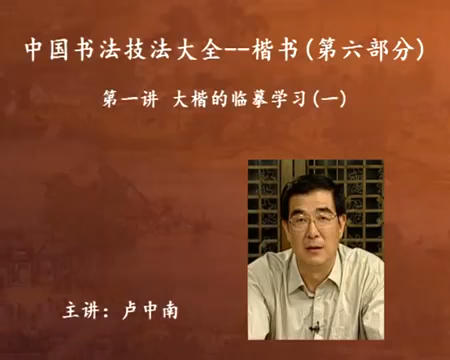 中国书法技法大全--楷书(第六部分)
第一讲 大楷的临摹学习(一)
主讲：卢中南